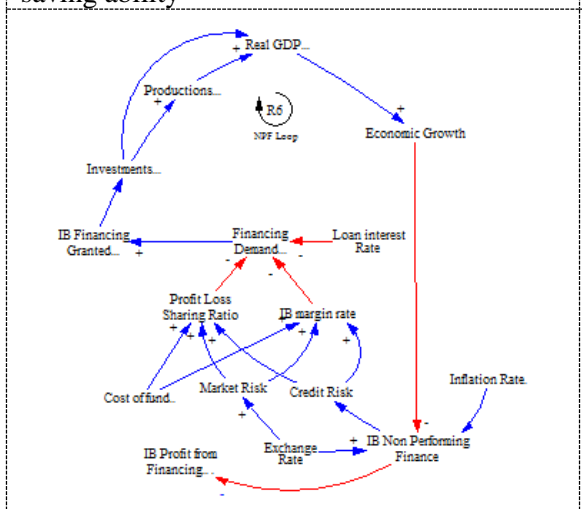 saving ability
Real GDP...
Productions...
R6
NPF Loop
Economic Growth
Investments...
IB Financing
Granted...
Financing
Demand...
Loan interest
Rate
Profit Loss
Sharing Ratio
IB margin rate
Cost of fund..
Market Risk
Credit Risk
Inflation Rate.
Exchange
Rate
IB Non Performing
Finance
IB Profit from
Financing...